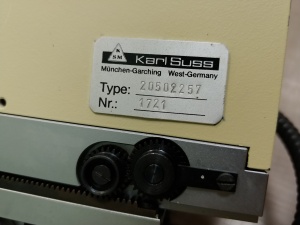 K
SM
Karl Suss
München-Garching West-Germany
Type: 20502257
Nr.: 1721